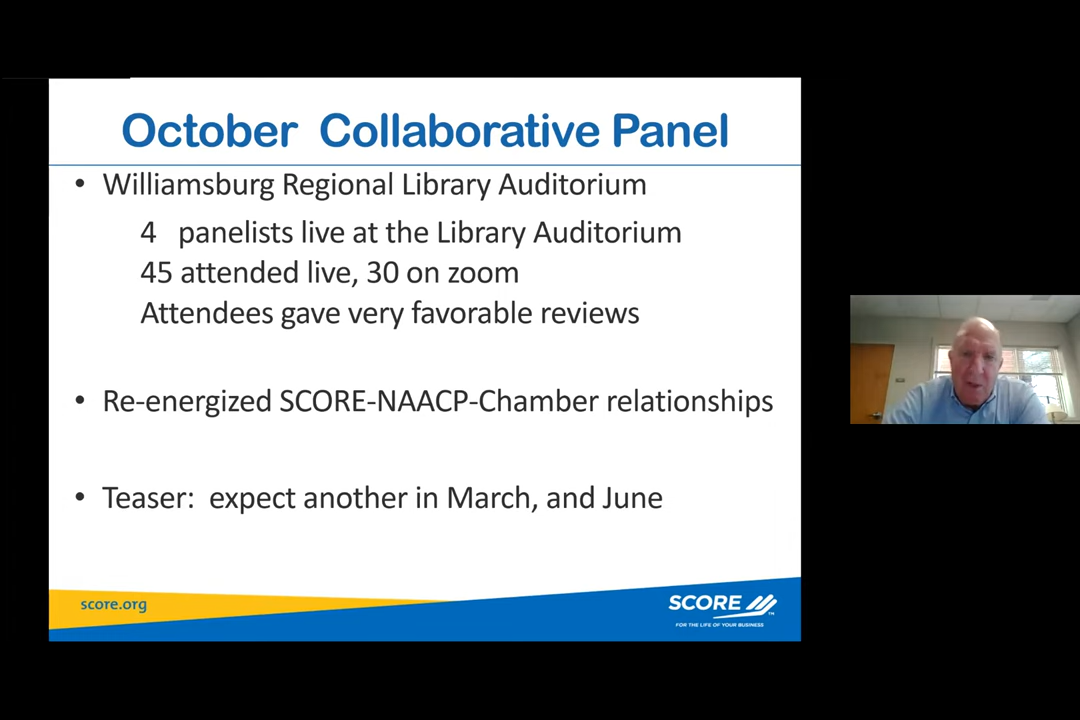 October  Collaborative Panel
• Williamsburg Regional Library Auditorium
4   panelists live at the Library Auditorium
45 attended live, 30 on zoom
Attendees gave very favorable reviews
• Re-energized SCORE-NAACP-Chamber relationships
• Teaser:  expect another in March, and June
score.org
SCORE ™
FOR THE LIFE OF YOUR BUSINESS